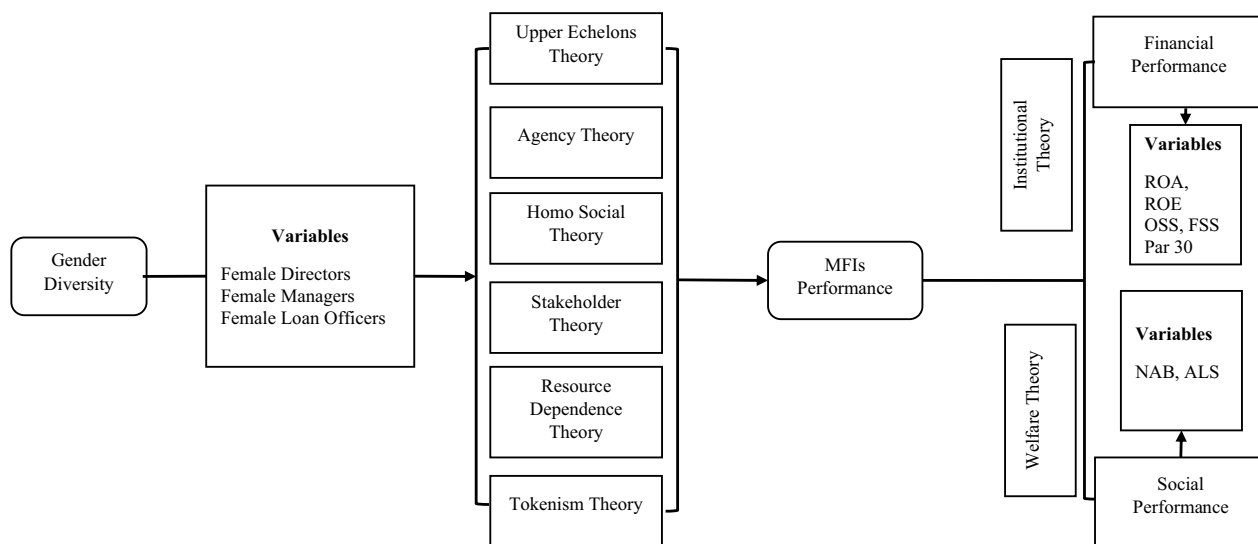 Gender
Diversity
Variables
Female Directors
Female Managers
Female Loan Officers
Upper Echelons
Theory
Agency Theory
Homo Social
Theory
Stakeholder
Theory
Resource
Dependence
Theory
Tokenism Theory
MFIs
Performance
Institutional
Theory
Welfare Theory
Financial
Performance
Variables
ROA,
ROE
OSS, FSS
Par 30
Variables
NAB, ALS
Social
Performance